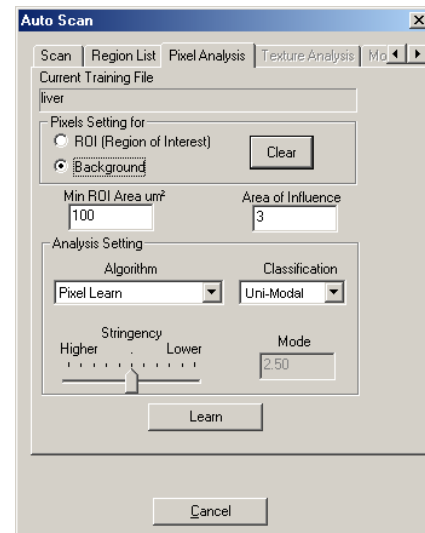 Auto Scan
Scan Region List Pixel Analysis Texture Analysis Mo
Current Training File
liver
Pixels Setting for
ROI (Region of Interest)
Clear
Background
Min ROI Area um² Area of Influence
100 3
Analysis Setting
Algorithm Classification
Pixel Learn Uni-Modal
Stringency
Higher . Lower Mode
2.50
Learn
Cancel